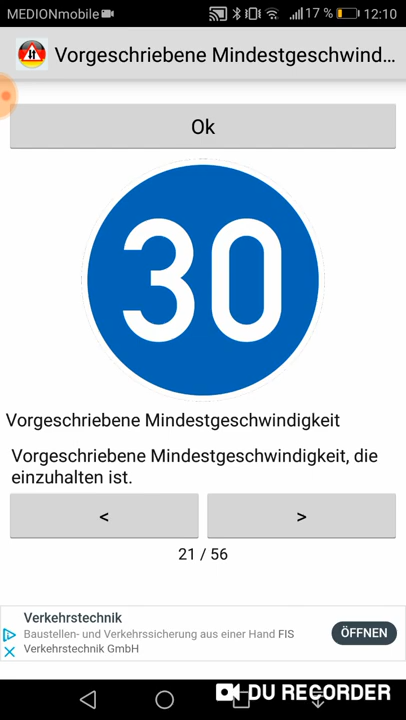 MEDIONmobile 17 % 12:10
Vorgeschriebene Mindestgeschwind...
Ok
30
Vorgeschriebene Mindestgeschwindigkeit
Vorgeschriebene Mindestgeschwindigkeit, die
einzuhalten ist.
< >
21 / 56
Verkehrstechnik
Baustellen- und Verkehrssicherung aus einer Hand FIS
Verkehrstechnik GmbH
ÖFFNEN
DU RECORDER